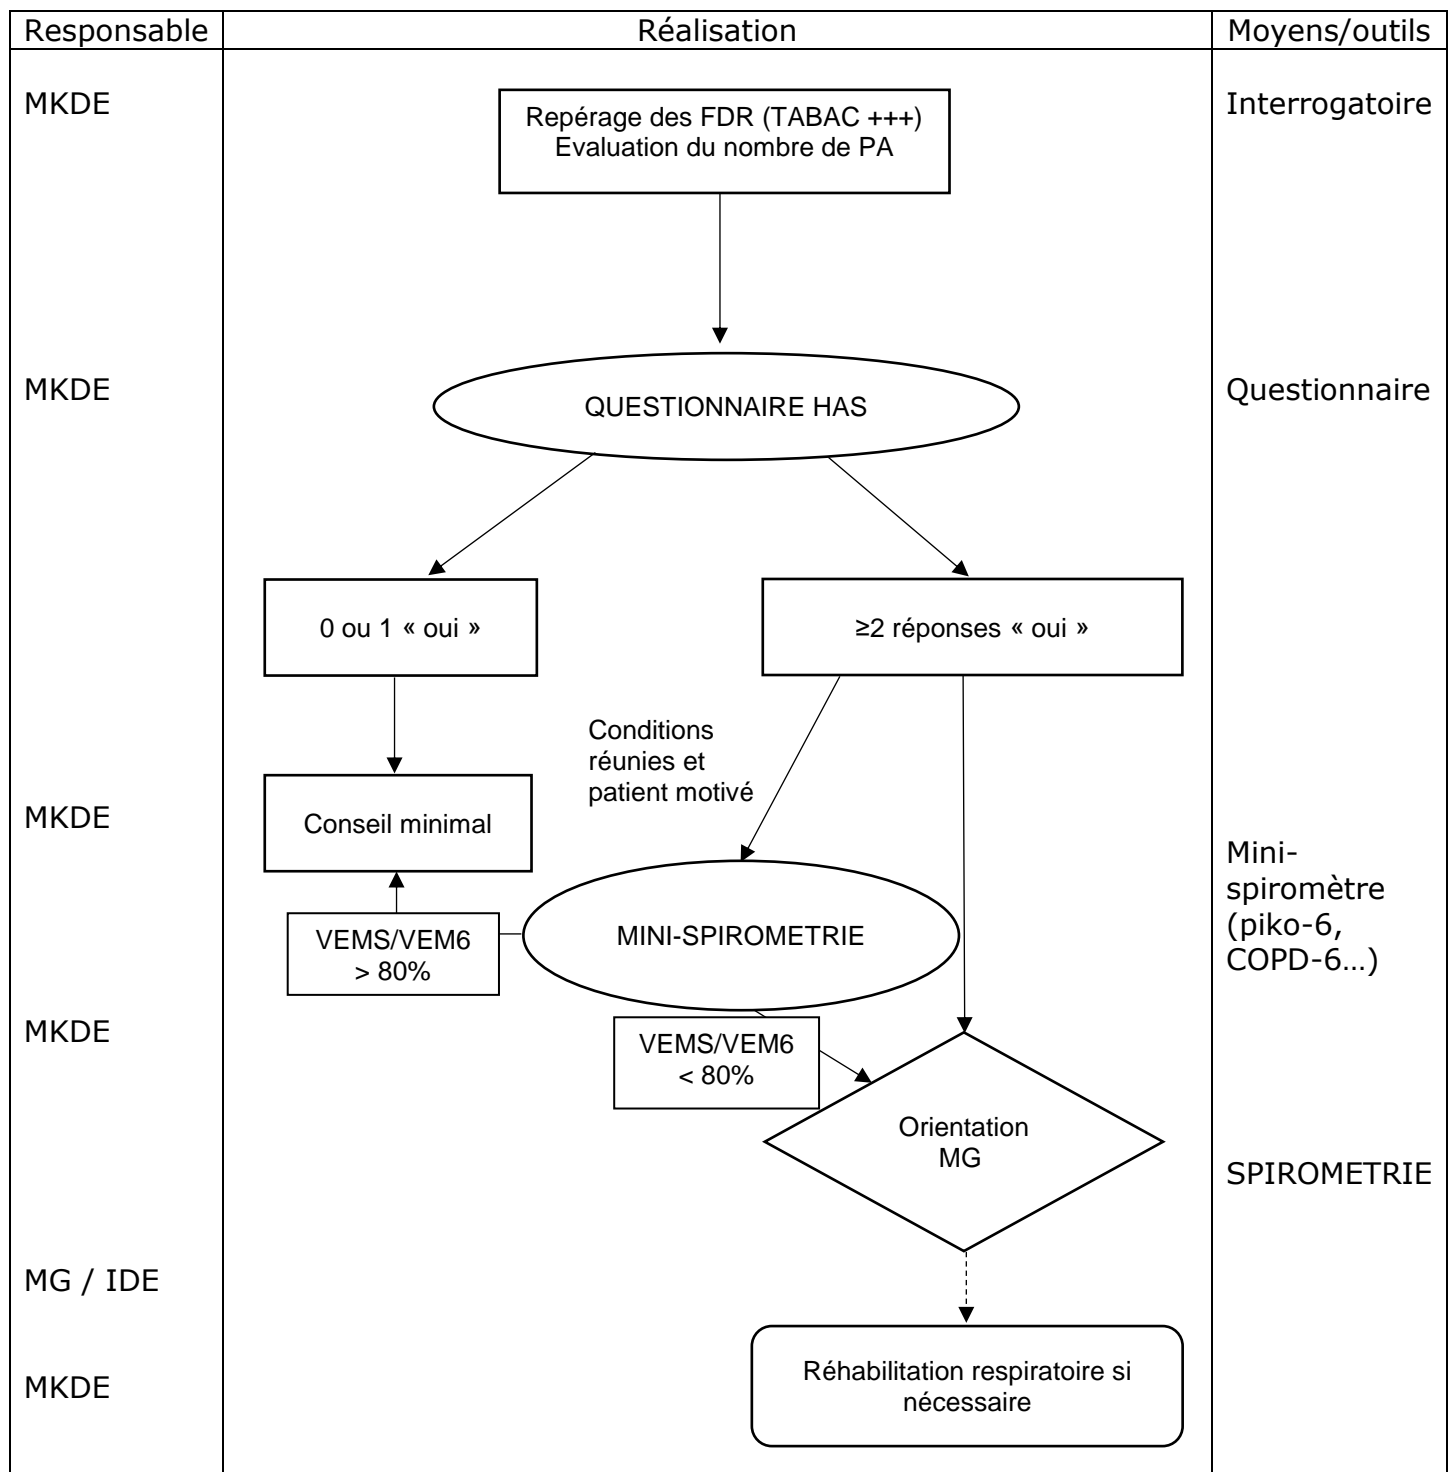 Responsable
Réalisation
Moyens/outils
MKDE
Repérage des FDR (TABAC +++)
Evaluation du nombre de PA
Interrogatoire
MKDE
QUESTIONNAIRE HAS
Questionnaire
0 ou 1 « oui »
≥2 réponses « oui »
Conditions
réunies et
patient motivé
MKDE
Conseil minimal
Mini-
spiromètre
(piko-6,
COPD-6…)
VEMS/VEM6
> 80%
MINI-SPIROMETRIE
MKDE
VEMS/VEM6
< 80%
Orientation
MG
SPIROMETRIE
MG / IDE
MKDE
Réhabilitation respiratoire si
nécessaire